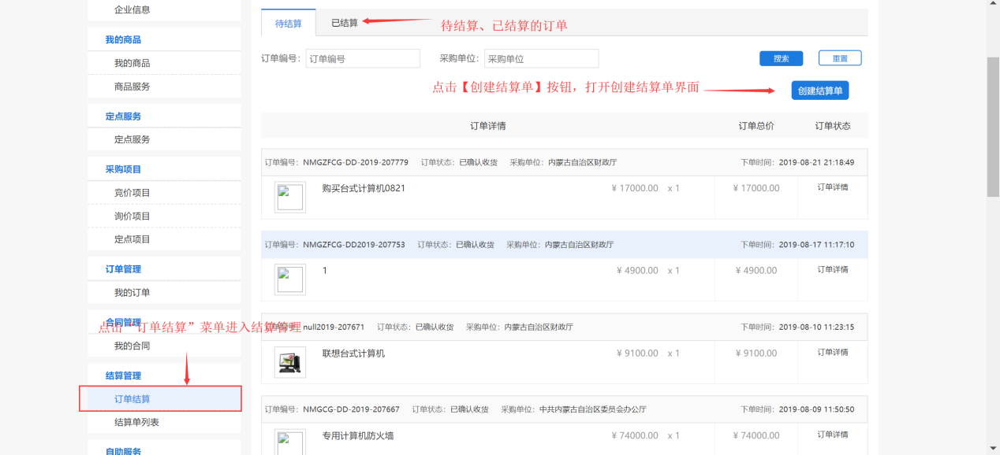 企业信息
我的商品
我的商品
商品服务
定点服务
定点服务
采购项目
竞价项目
询价项目
定点项目
订单管理
我的订单
合同管理
点击“订单结算”菜单进入结算管理
我的合同
结算管理
订单结算
结算单列表
自助服务
待结算 已结算 待结算、已结算的订单
订单编号: 订单编号 采购单位: 采购单位 搜索 重置
点击【创建结算单】按钮，打开创建结算单界面 创建结算单
订单详情 订单总价 订单状态
订单编号: NMGZFCG-DD-2019-207779 订单状态: 已确认收货 采购单位: 内蒙古自治区财政厅 下单时间: 2019-08-21 21:18:49
购买台式计算机0821 ¥ 17000.00 x 1 ¥ 17000.00 订单详情
订单编号: NMGZFCG-DD2019-207753 订单状态: 已确认收货 采购单位: 内蒙古自治区财政厅 下单时间: 2019-08-17 11:17:10
1 ¥ 4900.00 x 1 ¥ 4900.00 订单详情
null2019-207671 订单状态: 已确认收货 采购单位: 内蒙古自治区财政厅 下单时间: 2019-08-10 11:23:15
联想台式计算机 ¥ 9100.00 x 1 ¥ 9100.00 订单详情
订单编号: NMGCG-DD-2019-207667 订单状态: 已确认收货 采购单位: 中共内蒙古自治区委员会办公厅 下单时间: 2019-08-09 11:50:50
专用计算机防火墙 ¥ 74000.00 x 1 ¥ 74000.00 订单详情